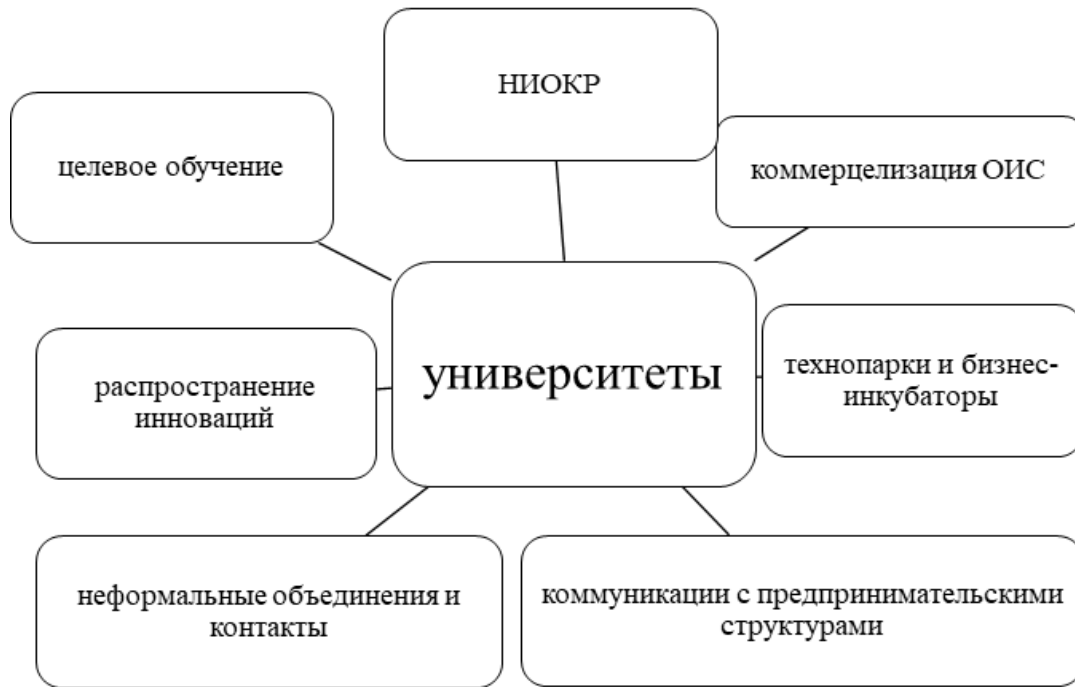 НИОКР
целевое обучение
коммерцелизация ОИС
университеты
технопарки и бизнес-
инкубаторы
распространение
инноваций
неформальные объединения и
контакты
коммуникации с предпринимательскими
структурами